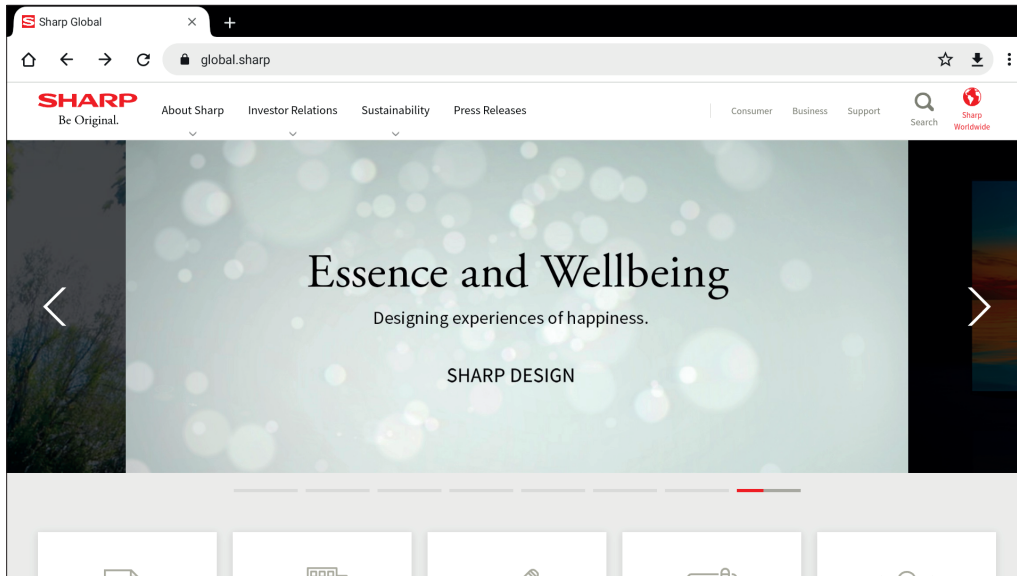 Sharp Global
global.sharp
SHARP
Be Original.
About Sharp
Investor Relations
Sustainability
Press Releases
Consumer
Business
Support
Search
Sharp
Worldwide
Essence and Wellbeing
Designing experiences of happiness.
SHARP DESIGN